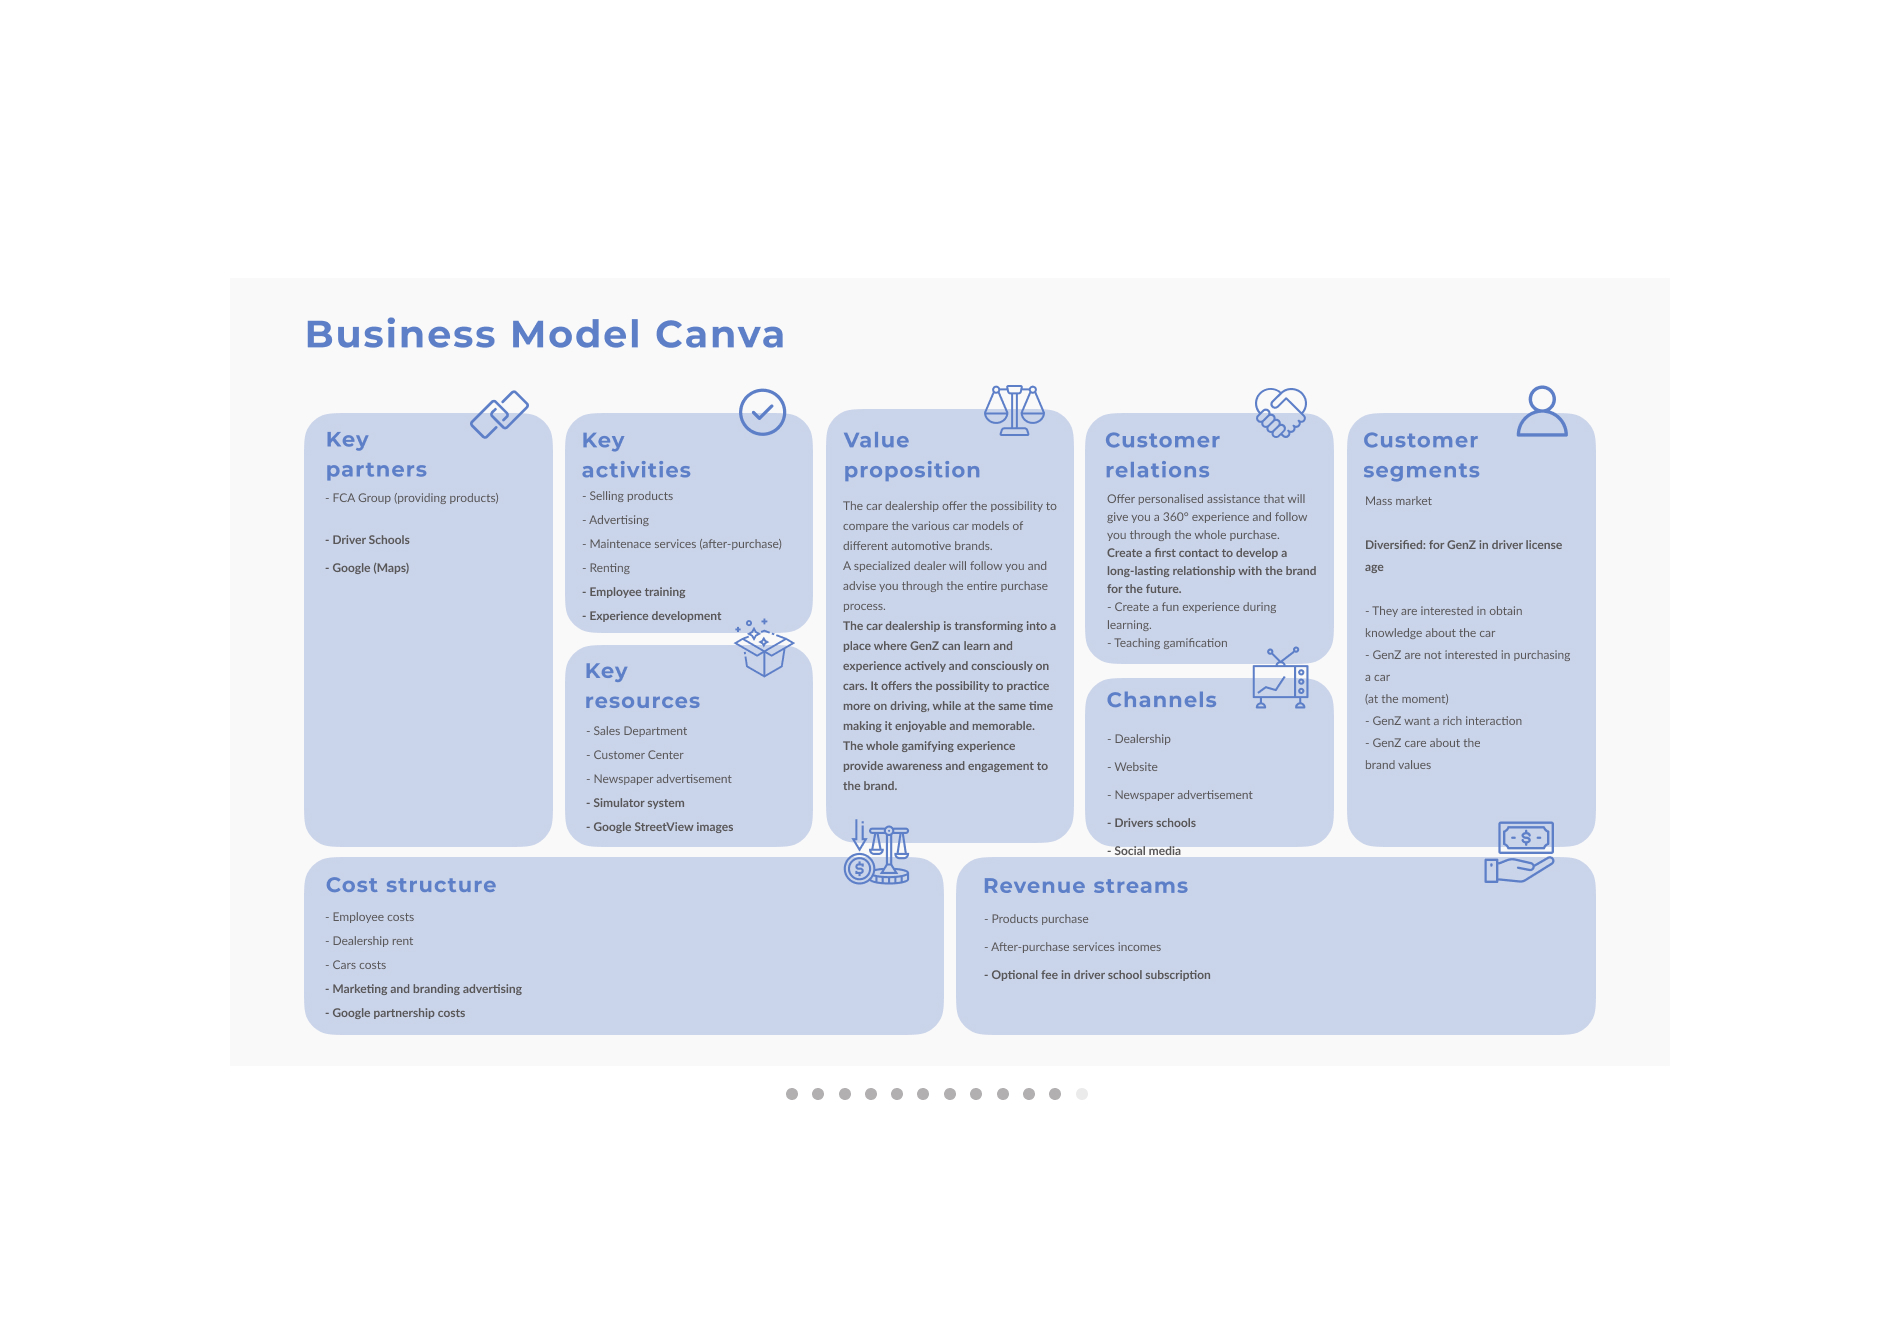 Business Model Canva
Key
partners
- FCA Group (providing products)
- Driver Schools
- Google (Maps)
Key
activities
- Selling products
- Advertising
- Maintenace services (after-purchase)
- Renting
- Employee training
- Experience development
Key
resources
- Sales Department
- Customer Center
- Newspaper advertisement
- Simulator system
- Google StreetView images
Value
proposition
The car dealership offer the possibility to
compare the various car models of
different automotive brands.
A specialized dealer will follow you and
advise you through the entire purchase
process.
The car dealership is transforming into a
place where GenZ can learn and
experience actively and consciously on
cars. It offers the possibility to practice
more on driving, while at the same time
making it enjoyable and memorable.
The whole gamifying experience
provide awareness and engagement to
the brand.
Customer
relations
Offer personalised assistance that will
give you a 360° experience and follow
you through the whole purchase.
Create a first contact to develop a
long-lasting relationship with the brand
for the future.
- Create a fun experience during
learning.
- Teaching gamification
Channels
- Dealership
- Website
- Newspaper advertisement
- Drivers schools
- Social media
Customer
segments
Mass market
Diversified: for GenZ in driver license
age
- They are interested in obtain
knowledge about the car
- GenZ are not interested in purchasing
a car
(at the moment)
- GenZ want a rich interaction
- GenZ care about the
brand values
Cost structure
- Employee costs
- Dealership rent
- Cars costs
- Marketing and branding advertising
- Google partnership costs
Revenue streams
- Products purchase
- After-purchase services incomes
- Optional fee in driver school subscription